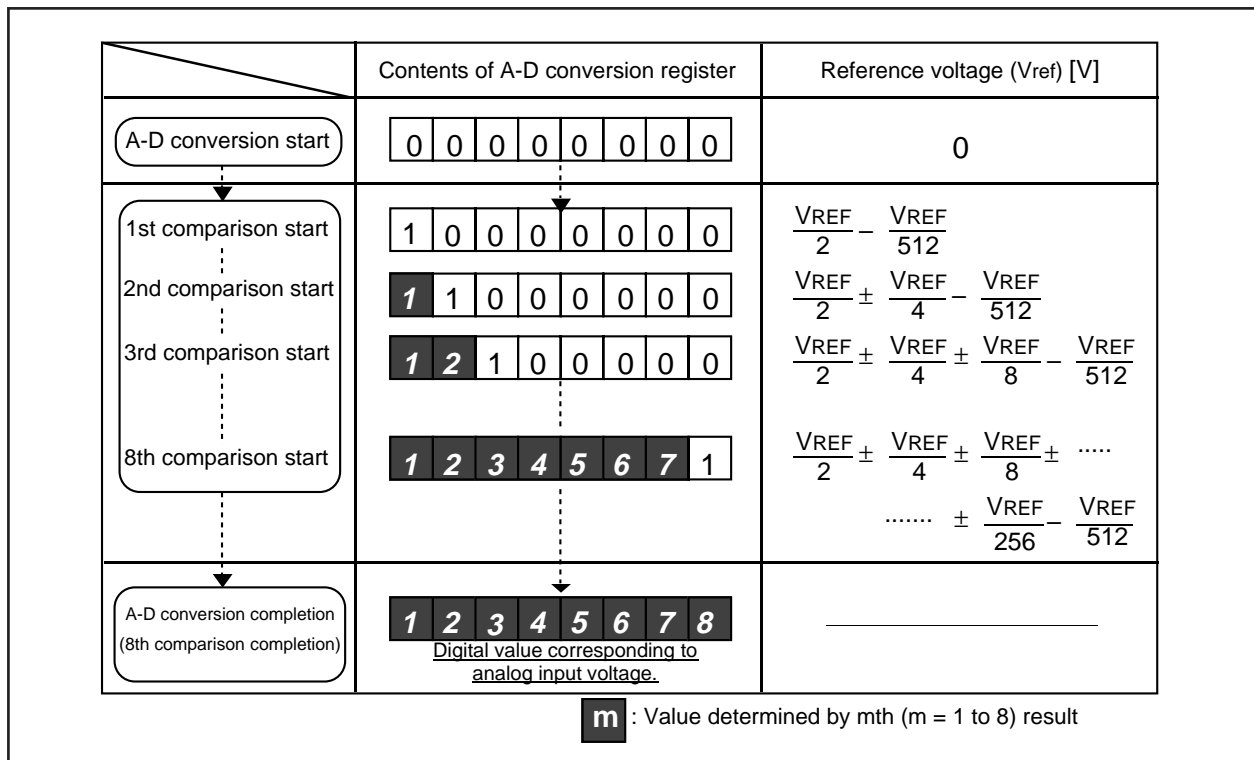 Contents of A-D conversion register Reference voltage (Vref) [V]
A-D conversion start 0 0 0 0 0 0 0 0 0
1st comparison start 1 0 0 0 0 0 0 0 VREF/2 – VREF/512
2nd comparison start 1 1 0 0 0 0 0 0 VREF/2 ± VREF/4 – VREF/512
3rd comparison start 1 2 1 0 0 0 0 0 VREF/2 ± VREF/4 ± VREF/8 – VREF/512
8th comparison start 1 2 3 4 5 6 7 1 VREF/2 ± VREF/4 ± VREF/8 ± .....
....... ± VREF/256 – VREF/512
A-D conversion completion
(8th comparison completion)
1 2 3 4 5 6 7 8
Digital value corresponding to
analog input voltage.
m : Value determined by mth (m = 1 to 8) result